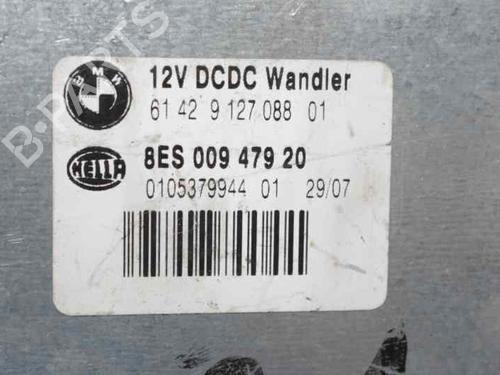 B-PARTS
BMW
12V DCDC Wandler
61 42 9 127 088 01
HELLA
8ES 009 479 20
0105379944 01 29/07